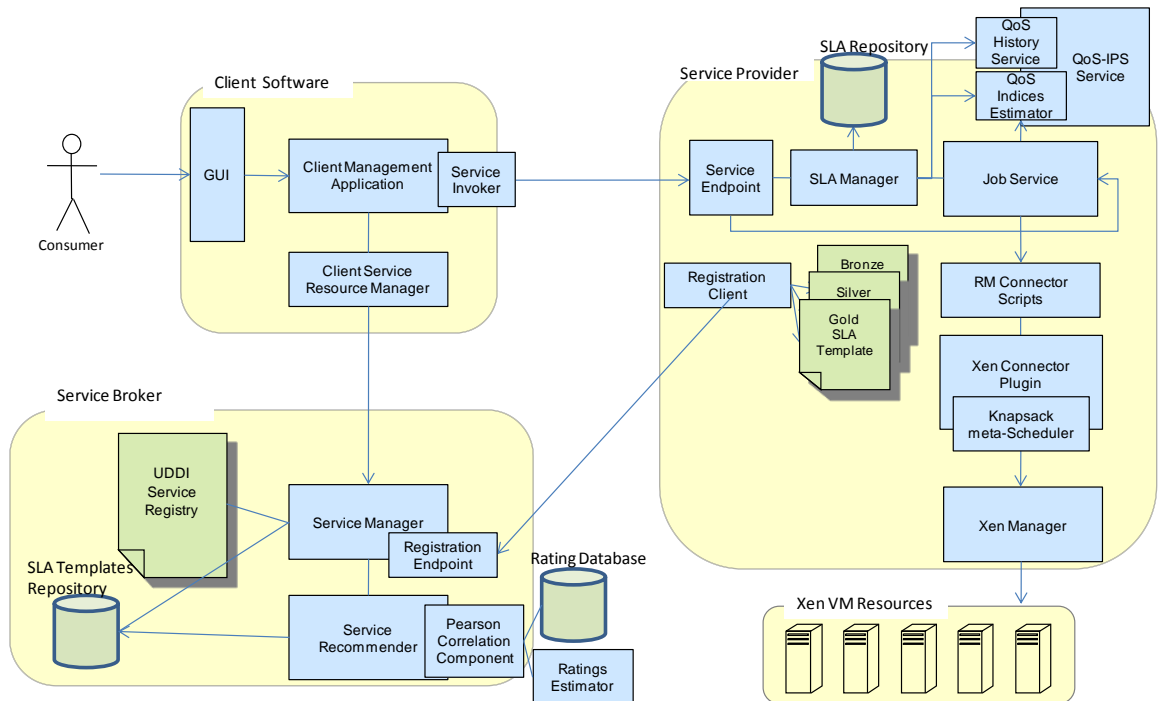 Client Software
GUI
Client Management
Application
Service
Invoker
Client Service
Resource Manager
Consumer
Service Provider
SLA Repository
QoS
History
Service
QoS-IPS
Service
QoS
Indices
Estimator
Service
Endpoint
SLA Manager
Job Service
Registration
Client
Bronze
Silver
Gold
SLA
Template
RM Connector
Scripts
Xen Connector
Plugin
Knapsack
meta-Scheduler
Xen Manager
Xen VM Resources
Service Broker
UDDI
Service
Registry
Service Manager
Registration
Endpoint
SLA Templates
Repository
Service
Recommender
Pearson
Correlation
Component
Rating Database
Ratings
Estimator